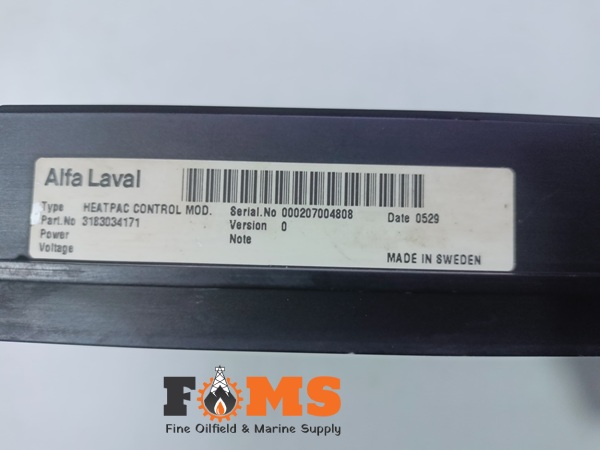 Alfa Laval
Type HEATPAC CONTROL MOD. Serial.No 000207004808 Date 0529
Part.No 3183034171 Version 0
Power Note
Voltage
MADE IN SWEDEN
FOMS
Fine Oilfield & Marine Supply